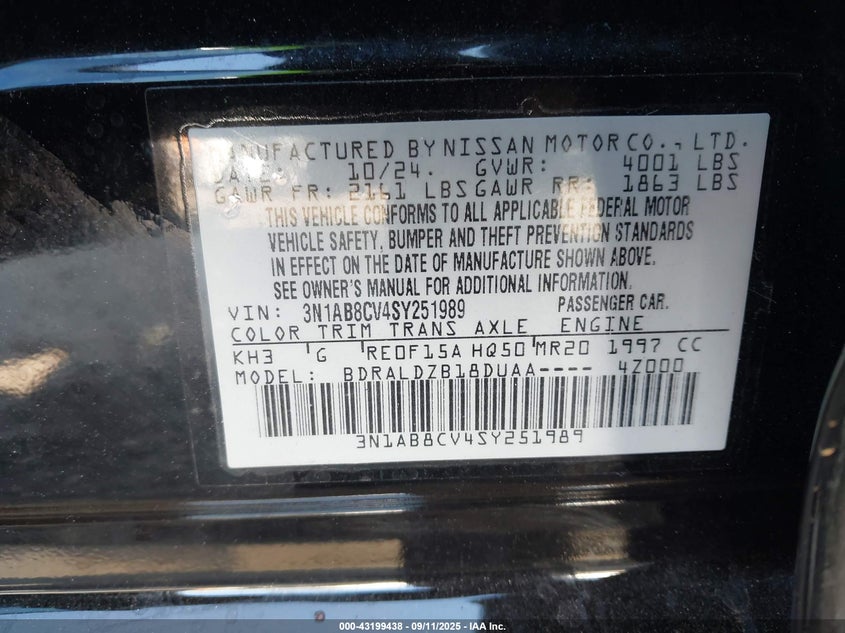 MANUFACTURED BY NISSAN MOTOR CO., LTD.
10/24. GVWR: 4001 LBS
GAWR FR: 2161 LBS GAWR RR: 1863 LBS
THIS VEHICLE CONFORMS TO ALL APPLICABLE FEDERAL MOTOR
VEHICLE SAFETY, BUMPER AND THEFT PREVENTION STANDARDS
IN EFFECT ON THE DATE OF MANUFACTURE SHOWN ABOVE.
SEE OWNER'S MANUAL FOR ADDITIONAL INFORMATION.
VIN: 3N1AB8CV4SY251989 PASSENGER CAR.
COLOR TRIM TRANS AXLE ENGINE
KH3 G RE0F15A HQ50 MR20 1997 CC
MODEL: BDRALDZB18DUAA---- 4Z000
3N1AB8CV4SY251989
000-43199438 - 09/11/2025 - IAA Inc.